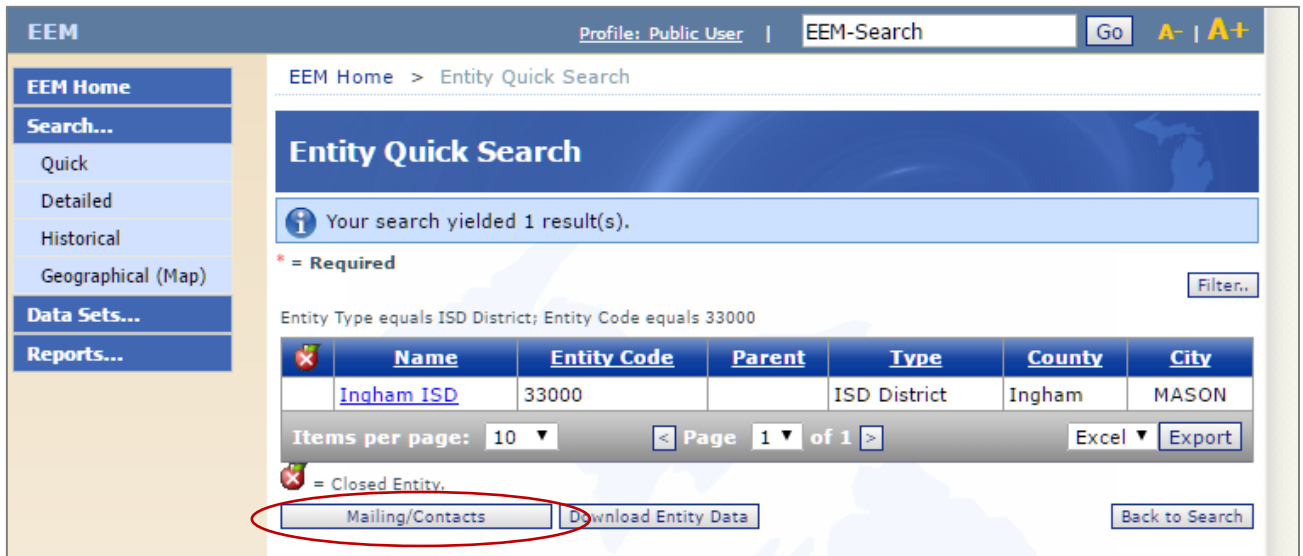 EEM Profile: Public User | EEM-Search Go A- | A+
EEM Home
Search...
Quick
Detailed
Historical
Geographical (Map)
Data Sets...
Reports...
EEM Home > Entity Quick Search
Entity Quick Search
Your search yielded 1 result(s).
* = Required
Filter..
Entity Type equals ISD District; Entity Code equals 33000
Name Entity Code Parent Type County City
Ingham ISD 33000 ISD District Ingham MASON
Items per page: 10 < Page 1 of 1 > Excel Export
= Closed Entity.
Mailing/Contacts Download Entity Data Back to Search